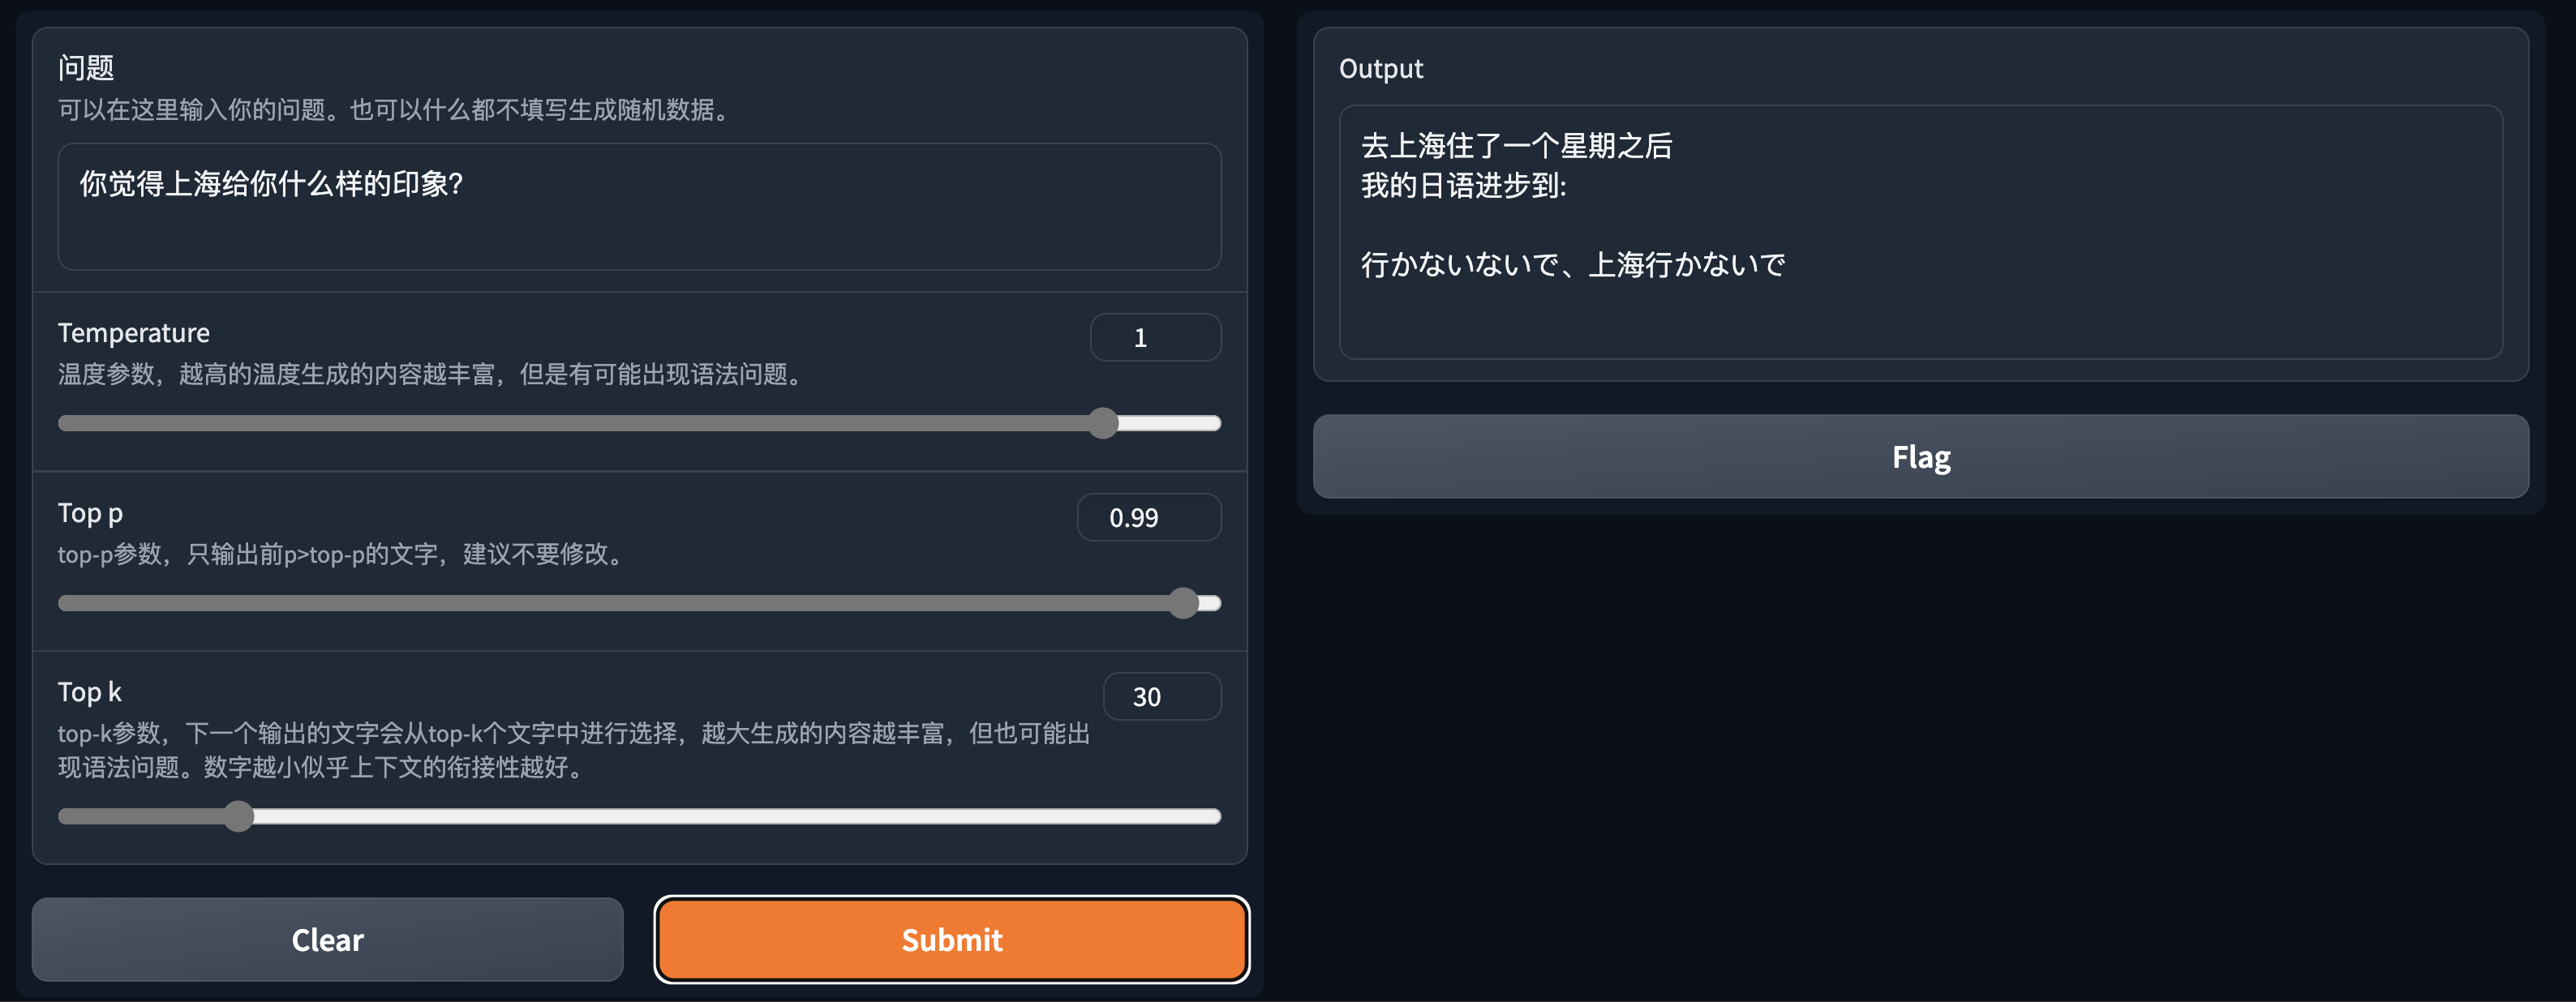 问题
可以在这里输入你的问题。也可以什么都不填写生成随机数据。
你觉得上海给你什么样的印象?
Temperature
1
温度参数，越高的温度生成的内容越丰富，但是有可能出现语法问题。
Top p
0.99
top-p参数，只输出前p>top-p的文字，建议不要修改。
Top k
30
top-k参数，下一个输出的文字会从top-k个文字中进行选择，越大生成的内容越丰富，但也可能出
现语法问题。数字越小似乎上下文的衔接性越好。
Clear
Submit
Output
去上海住了一个星期之后
我的日语进步到:
行かないないで、上海行かないで
Flag